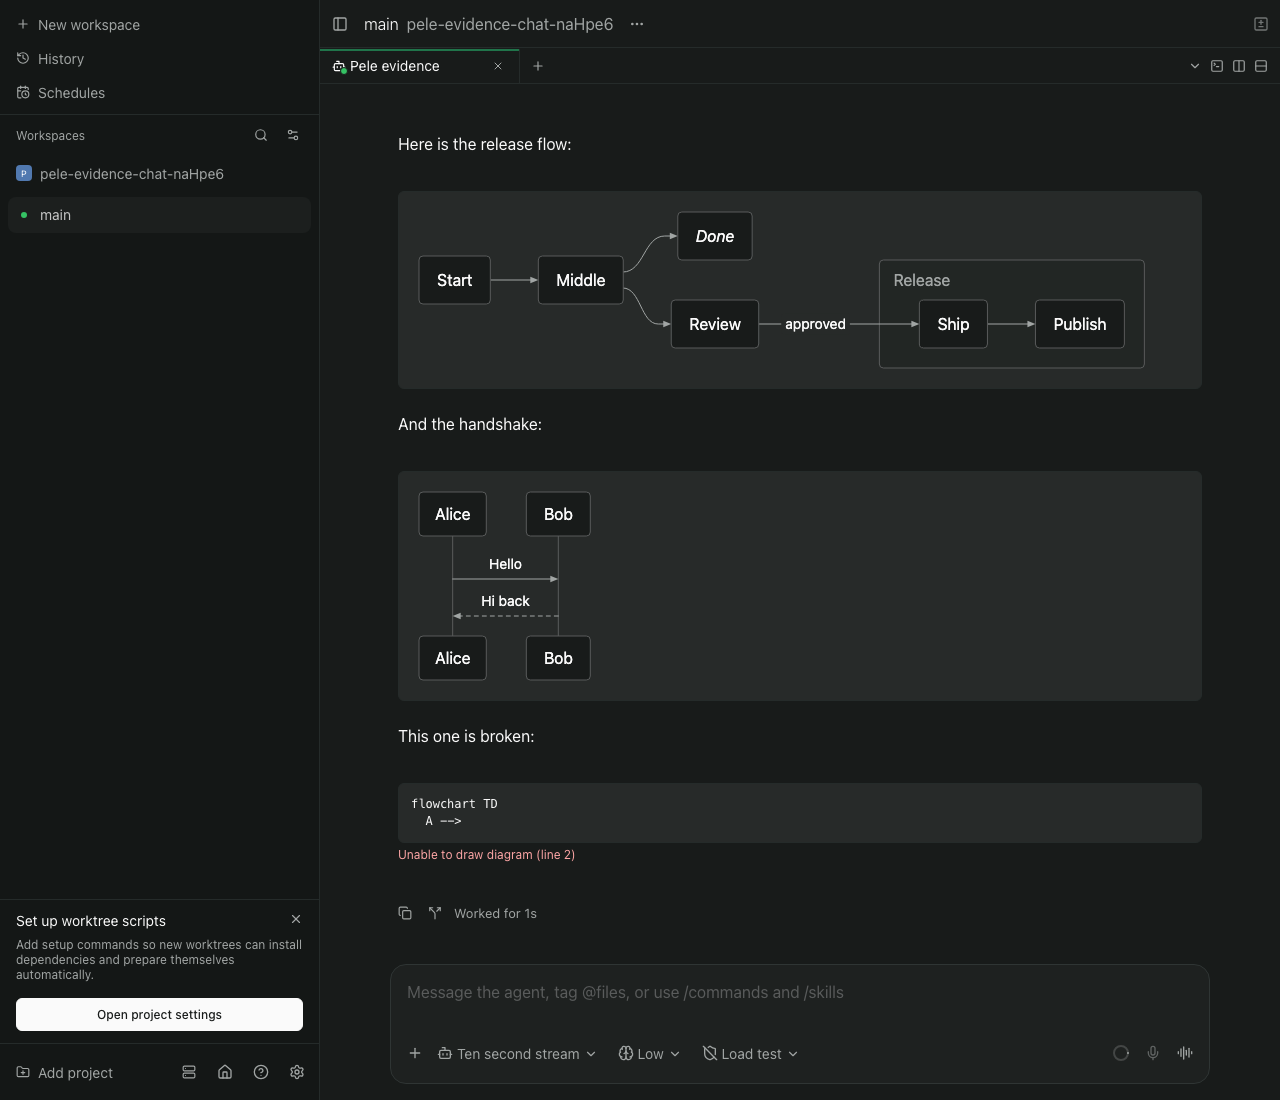 New workspace
History
Schedules
Workspaces
P pele-evidence-chat-naHpe6
main
Set up worktree scripts
Add setup commands so new worktrees can install
dependencies and prepare themselves
automatically.
Open project settings
Add project
main pele-evidence-chat-naHpe6
Pele evidence
Here is the release flow:
Done
Start
Middle
Release
Review
approved
Ship
Publish
And the handshake:
Alice Bob
Hello
Hi back
Alice Bob
This one is broken:
flowchart TD
A -->
Unable to draw diagram (line 2)
Worked for 1s
Message the agent, tag @files, or use /commands and /skills
Ten second stream Low Load test